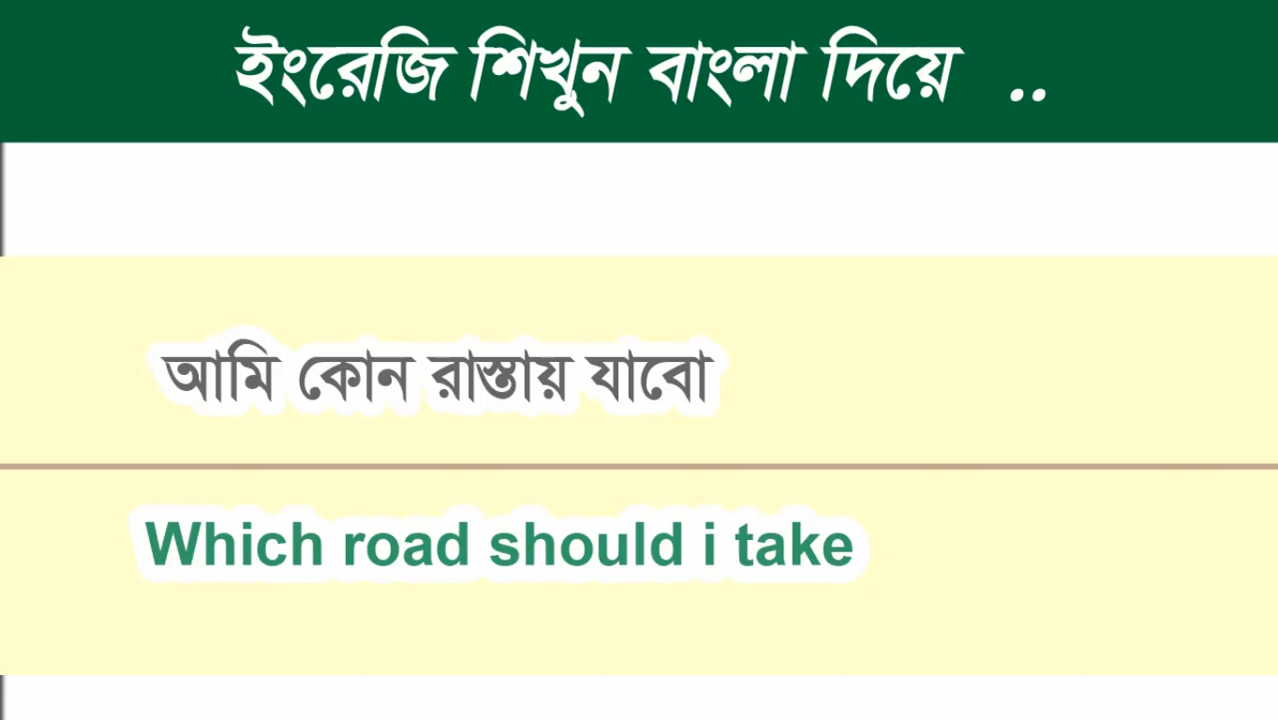 ইংরেজি শিখুন বাংলা দিয়ে ..
আমি কোন রাস্তায় যাবো
Which road should i take